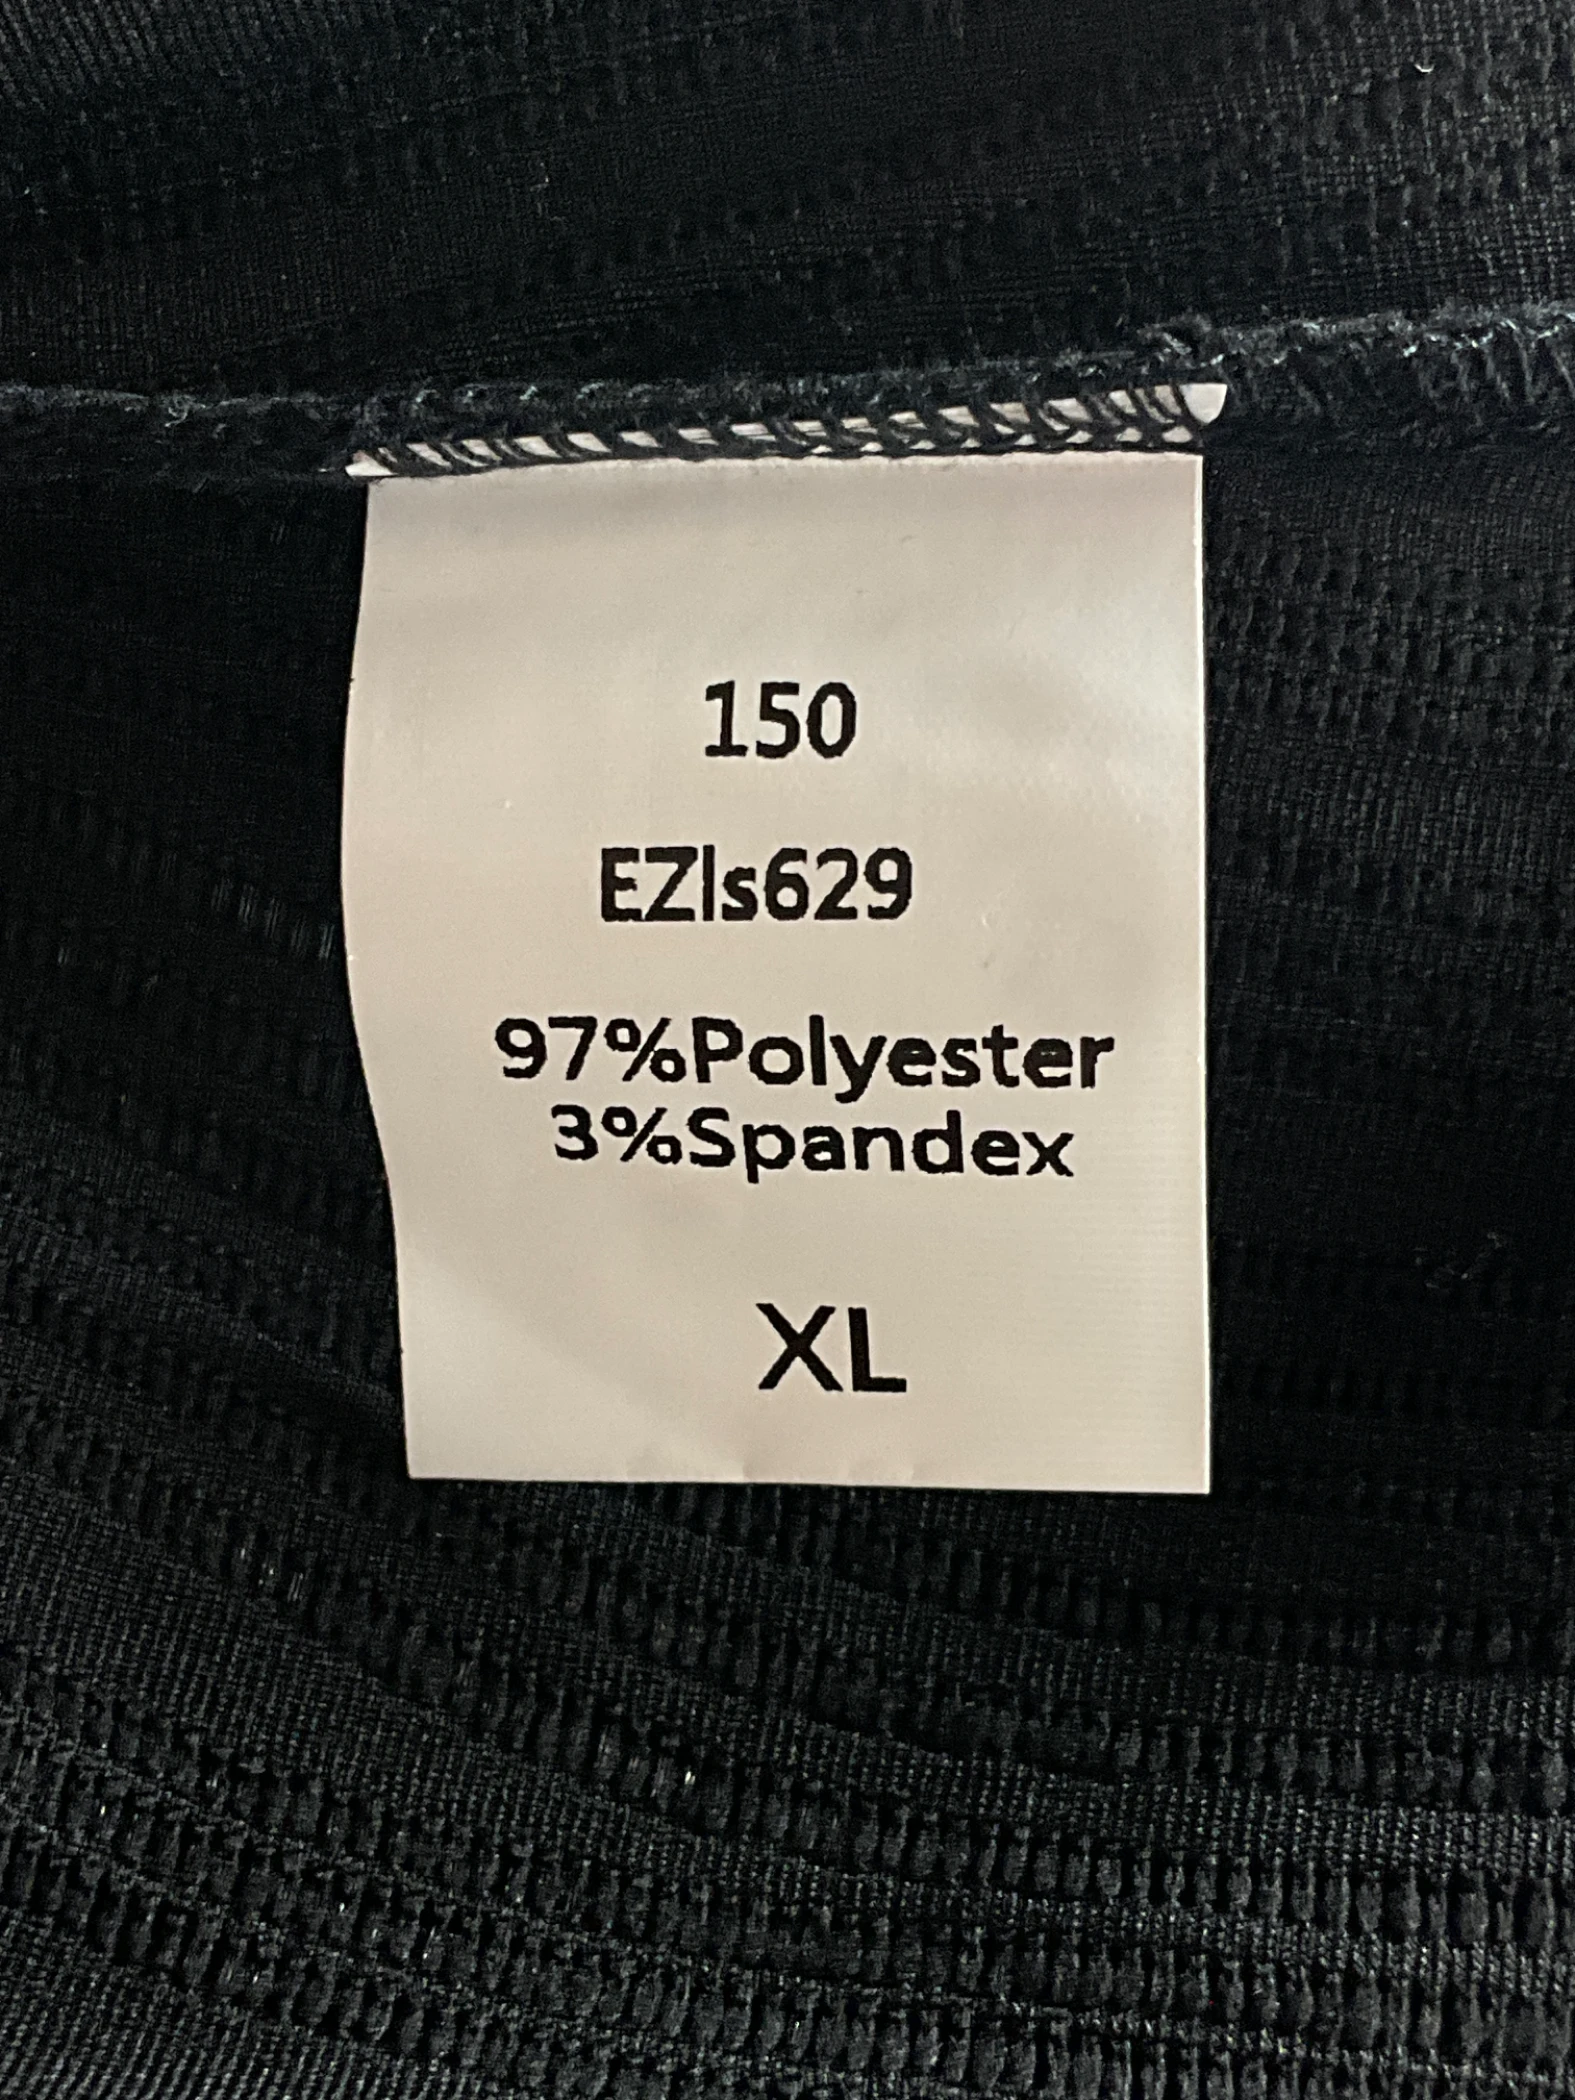 150
EZls629
97%Polyester
3%Spandex
XL